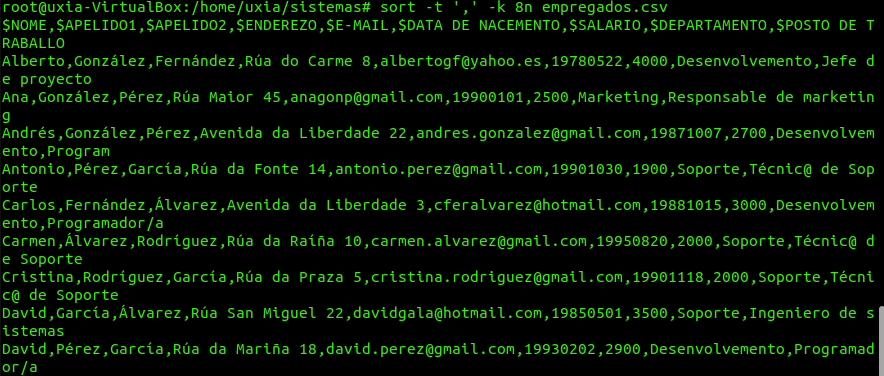 root@uxia-VirtualBox:/home/uxia/sistemas# sort -t ',' -k 8n empregados.csv
$NOME,$APELIDO1,$APELIDO2,$ENDEREZO,$E-MAIL,$DATA DE NACEMENTO,$SALARIO,$DEPARTAMENTO,$POSTO DE T
RABALLO
Alberto,González,Fernández,Rúa do Carme 8,albertogf@yahoo.es,19780522,4000,Desenvolvemento,Jefe d
e proyecto
Ana,González,Pérez,Rúa Maior 45,anagonp@gmail.com,19900101,2500,Marketing,Responsable de marketin
g
Andrés,González,Pérez,Avenida da Liberdade 22,andres.gonzalez@gmail.com,19871007,2700,Desenvolvem
ento,Program
Antonio,Pérez,García,Rúa da Fonte 14,antonio.perez@gmail.com,19901030,1900,Soporte,Técnic@ de Sop
orte
Carlos,Fernández,Álvarez,Avenida da Liberdade 3,cferalvarez@hotmail.com,19881015,3000,Desenvolvem
ento,Programador/a
Carmen,Álvarez,Rodríguez,Rúa da Raíña 10,carmen.alvarez@gmail.com,19950820,2000,Soporte,Técnic@ d
e Soporte
Cristina,Rodríguez,García,Rúa da Praza 5,cristina.rodriguez@gmail.com,19901118,2000,Soporte,Técni
c@ de Soporte
David,García,Álvarez,Rúa San Miguel 22,davidgala@hotmail.com,19850501,3500,Soporte,Ingeniero de s
istemas
David,Pérez,García,Rúa da Mariña 18,david.perez@gmail.com,19930202,2900,Desenvolvemento,Programad
or/a